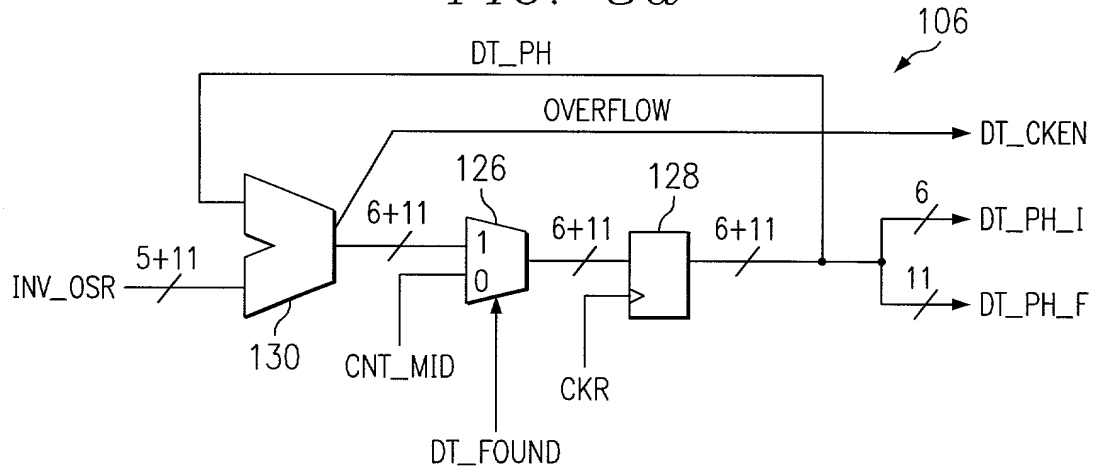 106
DT_PH
OVERFLOW
DT_CKEN
126
128
6+11
6+11
6+11
6
DT_PH_I
1
0
5+11
INV_OSR
11
DT_PH_F
130
CNT_MID
CKR
DT_FOUND